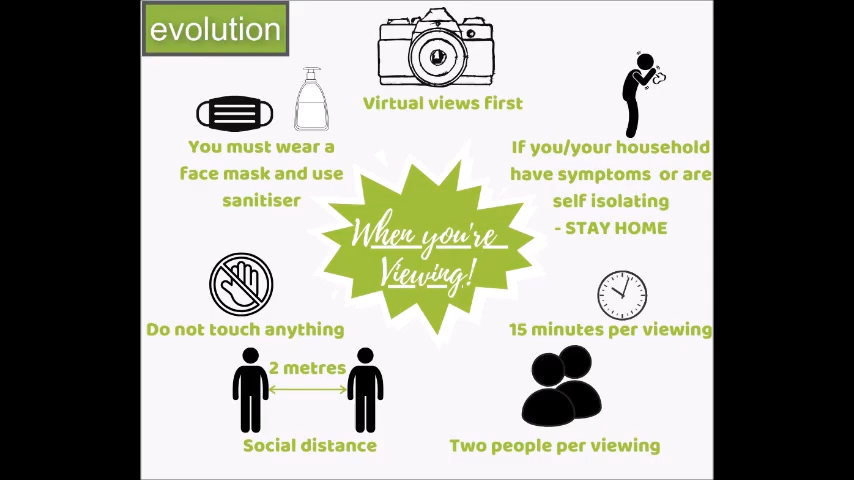 evolution
Virtual views first
You must wear a
face mask and use
sanitiser
If you/your household
have symptoms or are
self isolating
- STAY HOME
When you're
Viewing!
Do not touch anything
15 minutes per viewing
2 metres
Social distance
Two people per viewing